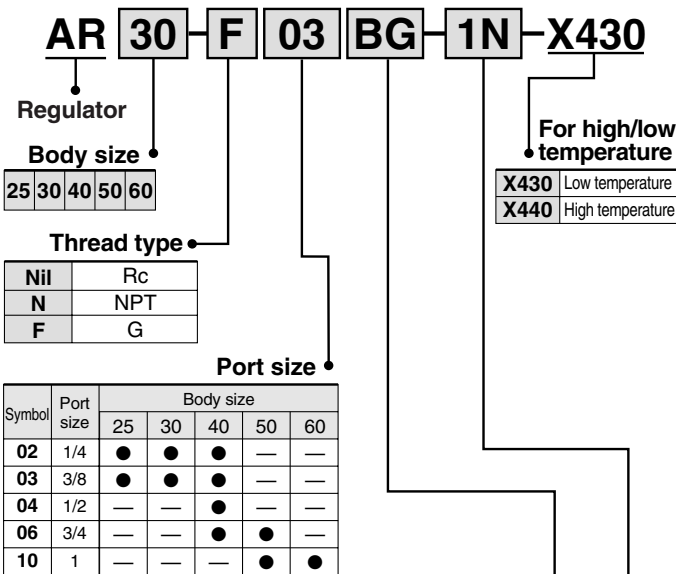 AR 30-F 03 BG-1N-X430
Regulator
For high/low
temperature
X430 Low temperature
X440 High temperature
Body size
25 30 40 50 60
Thread type
Nil Rc
N NPT
F G
Port size
Symbol Port size Body size
25 30 40 50 60
02 1/4 ● ● ● — —
03 3/8 ● ● ● — —
04 1/2 — — ● — —
06 3/4 — — ● ● —
10 1 — — — ● ●